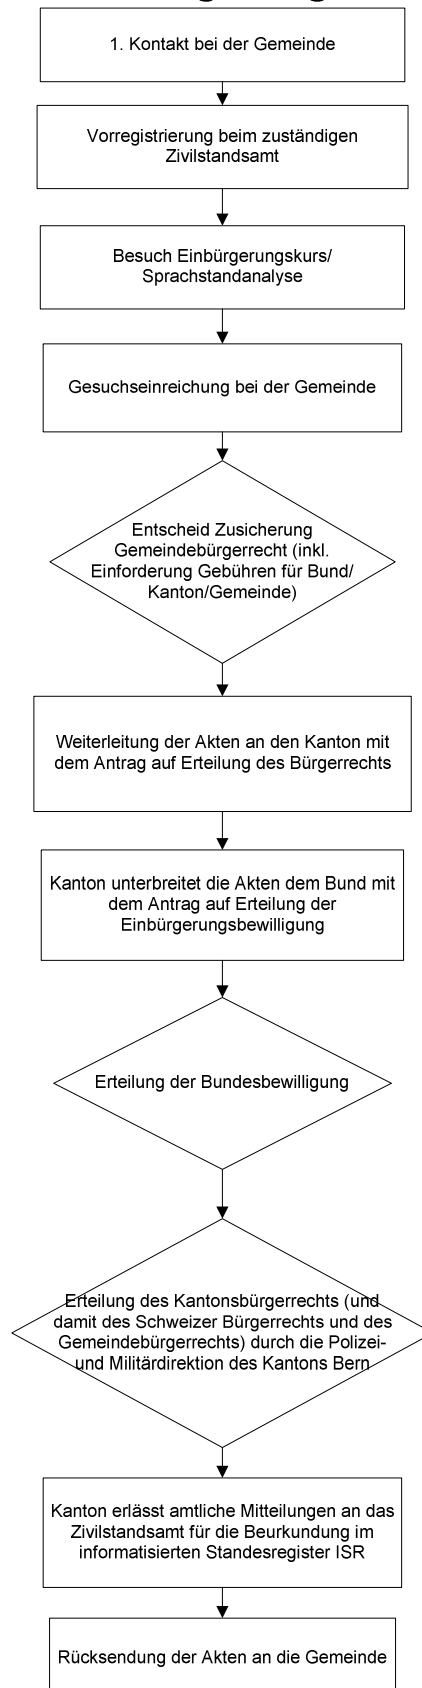 1. Kontakt bei der Gemeinde
Vorregistrierung beim zuständigen
Zivilstandsamt
Besuch Einbürgerungskurs/
Sprachstandanalyse
Gesuchseinreichung bei der Gemeinde
Entscheid Zusicherung
Gemeindebürgerrecht (inkl.
Einforderung Gebühren für Bund/
Kanton/Gemeinde)
Weiterleitung der Akten an den Kanton mit
dem Antrag auf Erteilung des Bürgerrechts
Kanton unterbreitet die Akten dem Bund mit
dem Antrag auf Erteilung der
Einbürgerungsbewilligung
Erteilung der Bundesbewilligung
Erteilung des Kantonsbürgerrechts (und
damit des Schweizer Bürgerrechts und des
Gemeindebürgerrechts) durch die Polizei-
und Militärdirektion des Kantons Bern
Kanton erlässt amtliche Mitteilungen an das
Zivilstandsamt für die Beurkundung im
informatisierten Standesregister ISR
Rücksendung der Akten an die Gemeinde